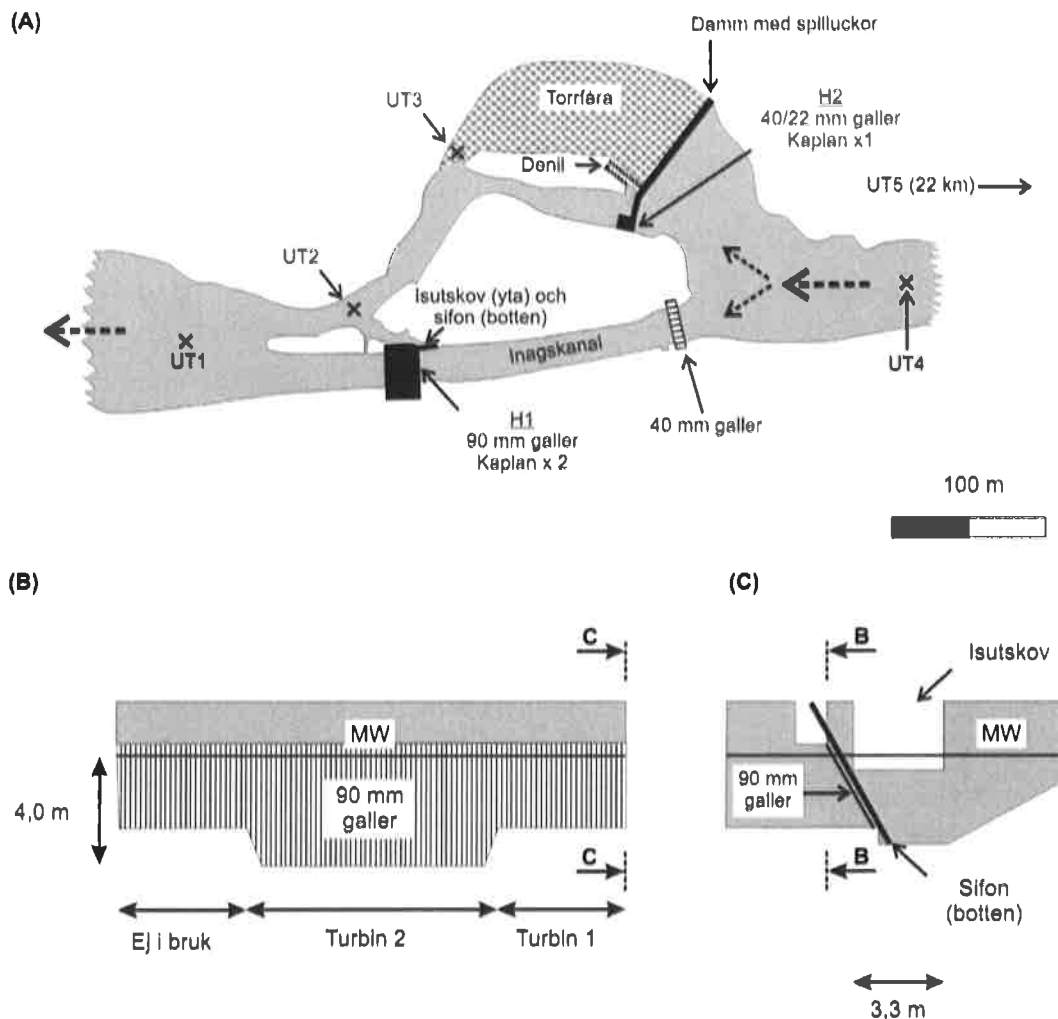 (A)
Damm med spilluckor
UT3
Torrfåra
H2
40/22 mm galler
Kaplan x1
Denil
UT5 (22 km)
UT2
Isutskov (yta) och
sifon (botten)
UT1
Inagskanal
UT4
H1
90 mm galler
Kaplan x 2
40 mm galler
100 m
(B)
(C)
C
B
Isutskov
MW
MW
90 mm
galler
90 mm
galler
4,0 m
C
B
Sifon
(botten)
Ej i bruk
Turbin 2
Turbin 1
3,3 m